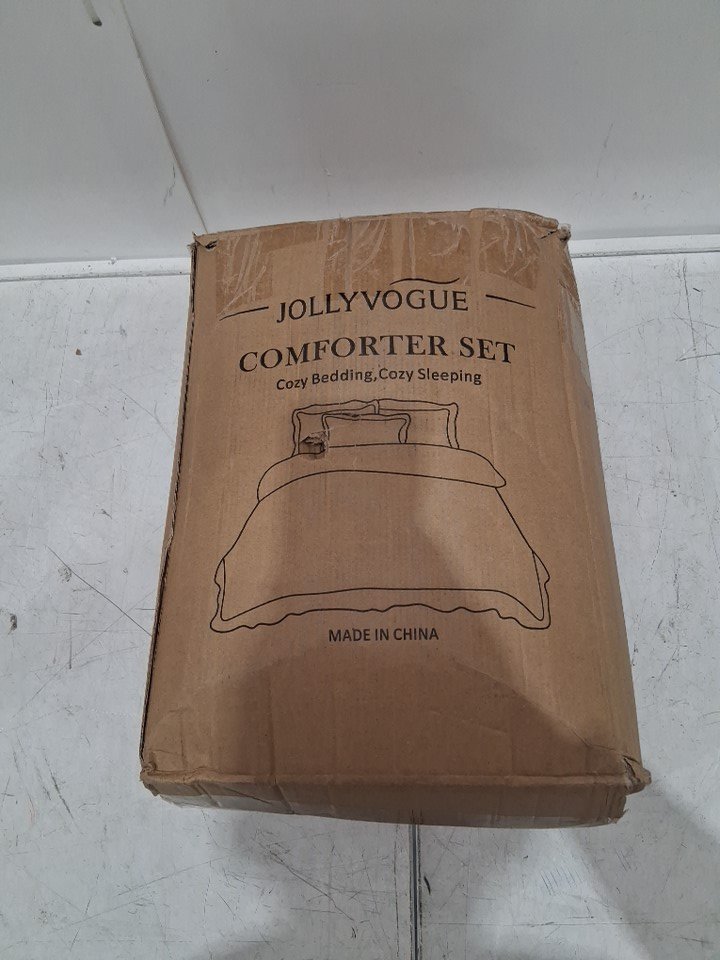 JOLLYVOGUE
COMFORTER SET
Cozy Bedding,Cozy Sleeping
MADE IN CHINA